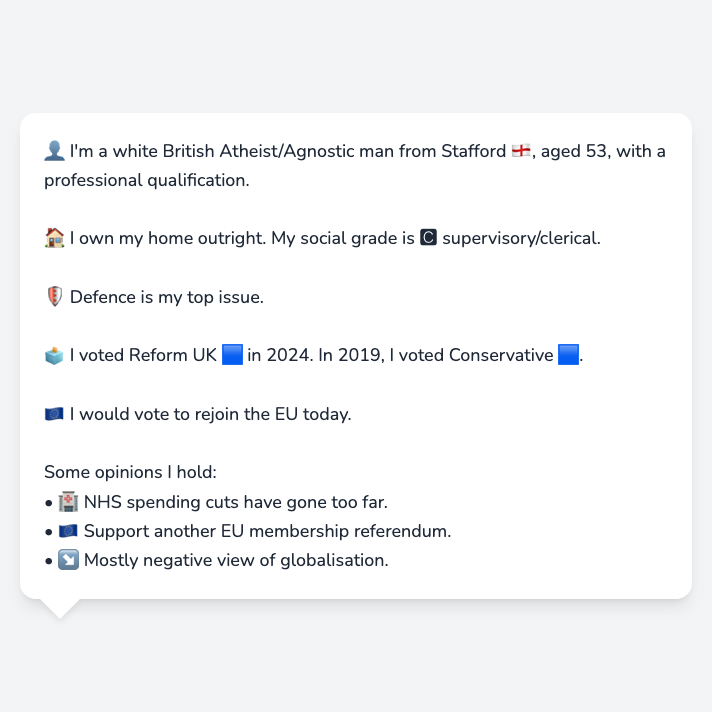 👤 I'm a white British Atheist/Agnostic man from Stafford 🏴󠁧󠁢󠁥󠁮󠁧󠁿, aged 53, with a
professional qualification.
🏠 I own my home outright. My social grade is 🅲 supervisory/clerical.
🛡️ Defence is my top issue.
🗳️ I voted Reform UK 🟦 in 2024. In 2019, I voted Conservative 🟦.
🇪🇺 I would vote to rejoin the EU today.
Some opinions I hold:
• 🏥 NHS spending cuts have gone too far.
• 🇪🇺 Support another EU membership referendum.
• ↘️ Mostly negative view of globalisation.